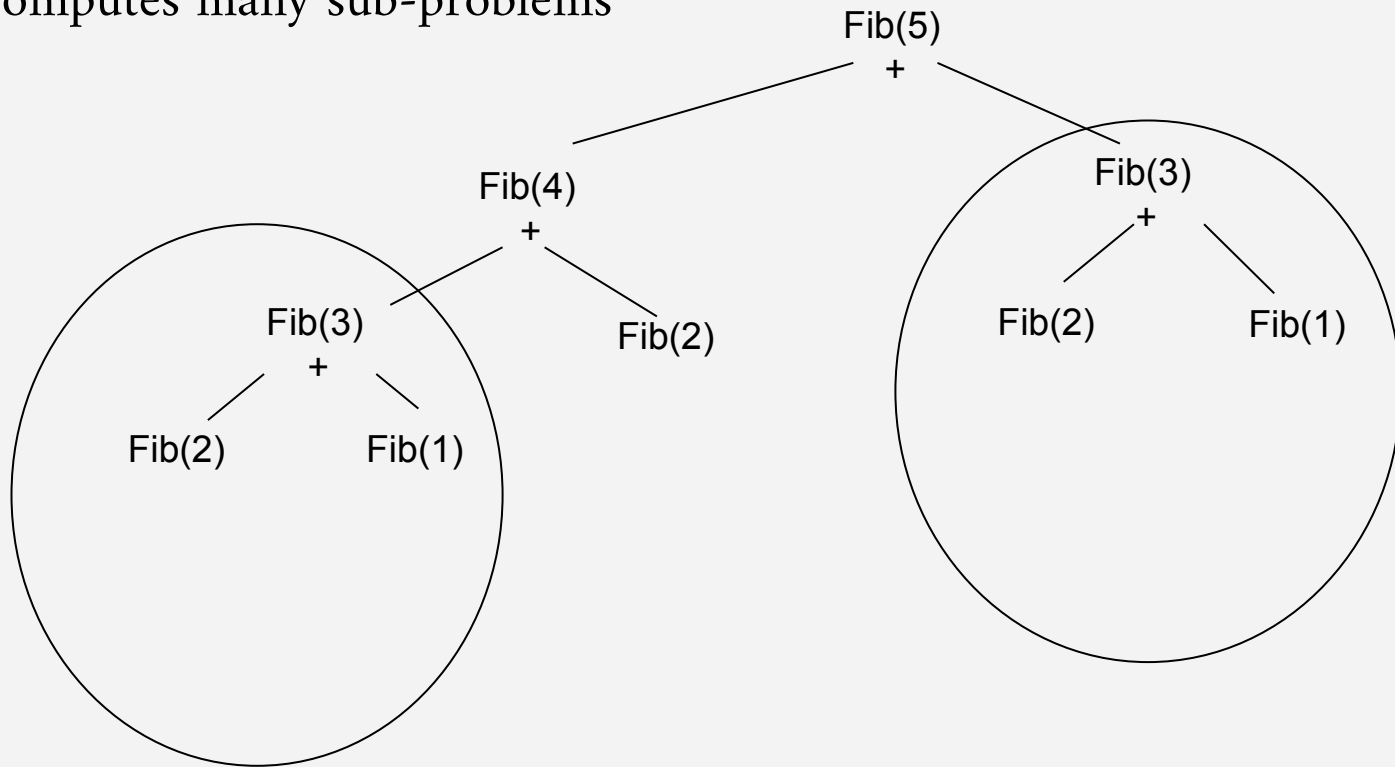 many sub-problems
Fib(5)
+
Fib(4)
+
Fib(3)
+
Fib(3)
+
Fib(2)
Fib(2)
Fib(1)
Fib(2)
Fib(1)